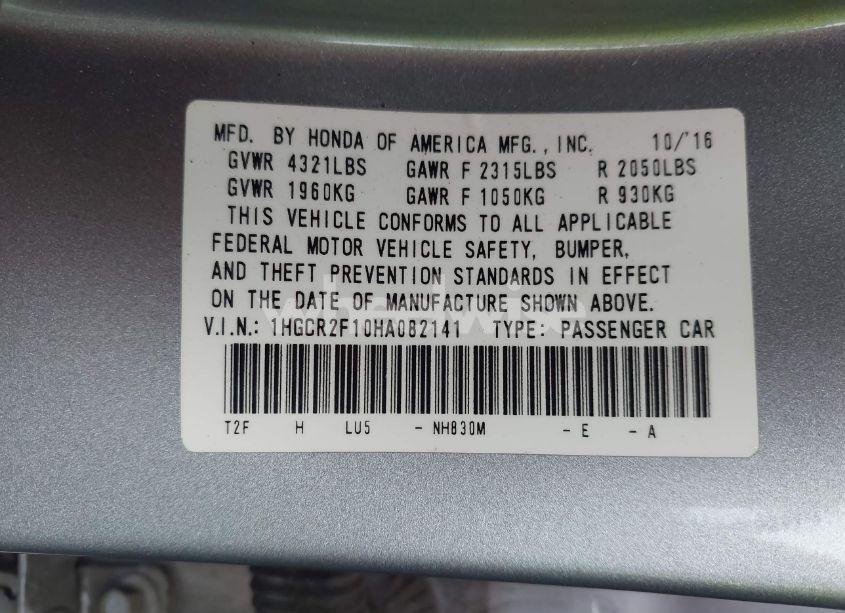 MFD. BY HONDA OF AMERICA MFG., INC. 10/'16
GVWR 4321LBS GAWR F 2315LBS R 2050LBS
GVWR 1960KG GAWR F 1050KG R 930KG
THIS VEHICLE CONFORMS TO ALL APPLICABLE
FEDERAL MOTOR VEHICLE SAFETY, BUMPER,
AND THEFT PREVENTION STANDARDS IN EFFECT
ON THE DATE OF MANUFACTURE SHOWN ABOVE.
V.I.N.: 1HGCR2F10HA082141 TYPE: PASSENGER CAR
T2F H LU5 - NH830M - E - A